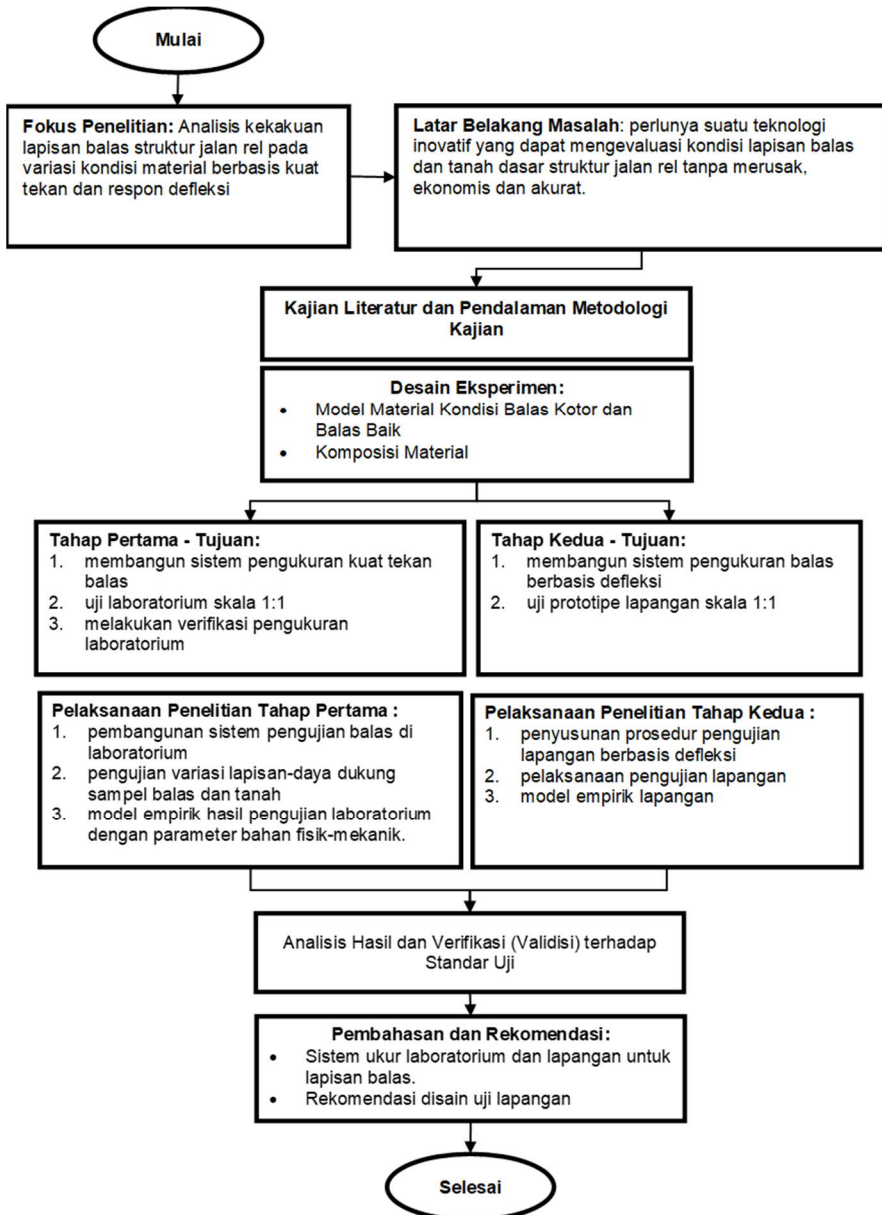 Mulai
Fokus Penelitian: Analisis kekakuan
lapisan balas struktur jalan rel pada
variasi kondisi material berbasis kuat
tekan dan respon defleksi
Latar Belakang Masalah: perlunya suatu teknologi
inovatif yang dapat mengevaluasi kondisi lapisan balas
dan tanah dasar struktur jalan rel tanpa merusak,
ekonomis dan akurat.
Kajian Literatur dan Pendalaman Metodologi
Kajian
Desain Eksperimen:
• Model Material Kondisi Balas Kotor dan
Balas Baik
• Komposisi Material
Tahap Pertama - Tujuan:
1. membangun sistem pengukuran kuat tekan
balas
2. uji laboratorium skala 1:1
3. melakukan verifikasi pengukuran
laboratorium
Tahap Kedua - Tujuan:
1. membangun sistem pengukuran balas
berbasis defleksi
2. uji prototipe lapangan skala 1:1
Pelaksanaan Penelitian Tahap Pertama :
1. pembangunan sistem pengujian balas di
laboratorium
2. pengujian variasi lapisan-daya dukung
sampel balas dan tanah
3. model empirik hasil pengujian laboratorium
dengan parameter bahan fisik-mekanik.
Pelaksanaan Penelitian Tahap Kedua :
1. penyusunan prosedur pengujian
lapangan berbasis defleksi
2. pelaksanaan pengujian lapangan
3. model empirik lapangan
Analisis Hasil dan Verifikasi (Validisi) terhadap
Standar Uji
Pembahasan dan Rekomendasi:
• Sistem ukur laboratorium dan lapangan untuk
lapisan balas.
• Rekomendasi disain uji lapangan
Selesai